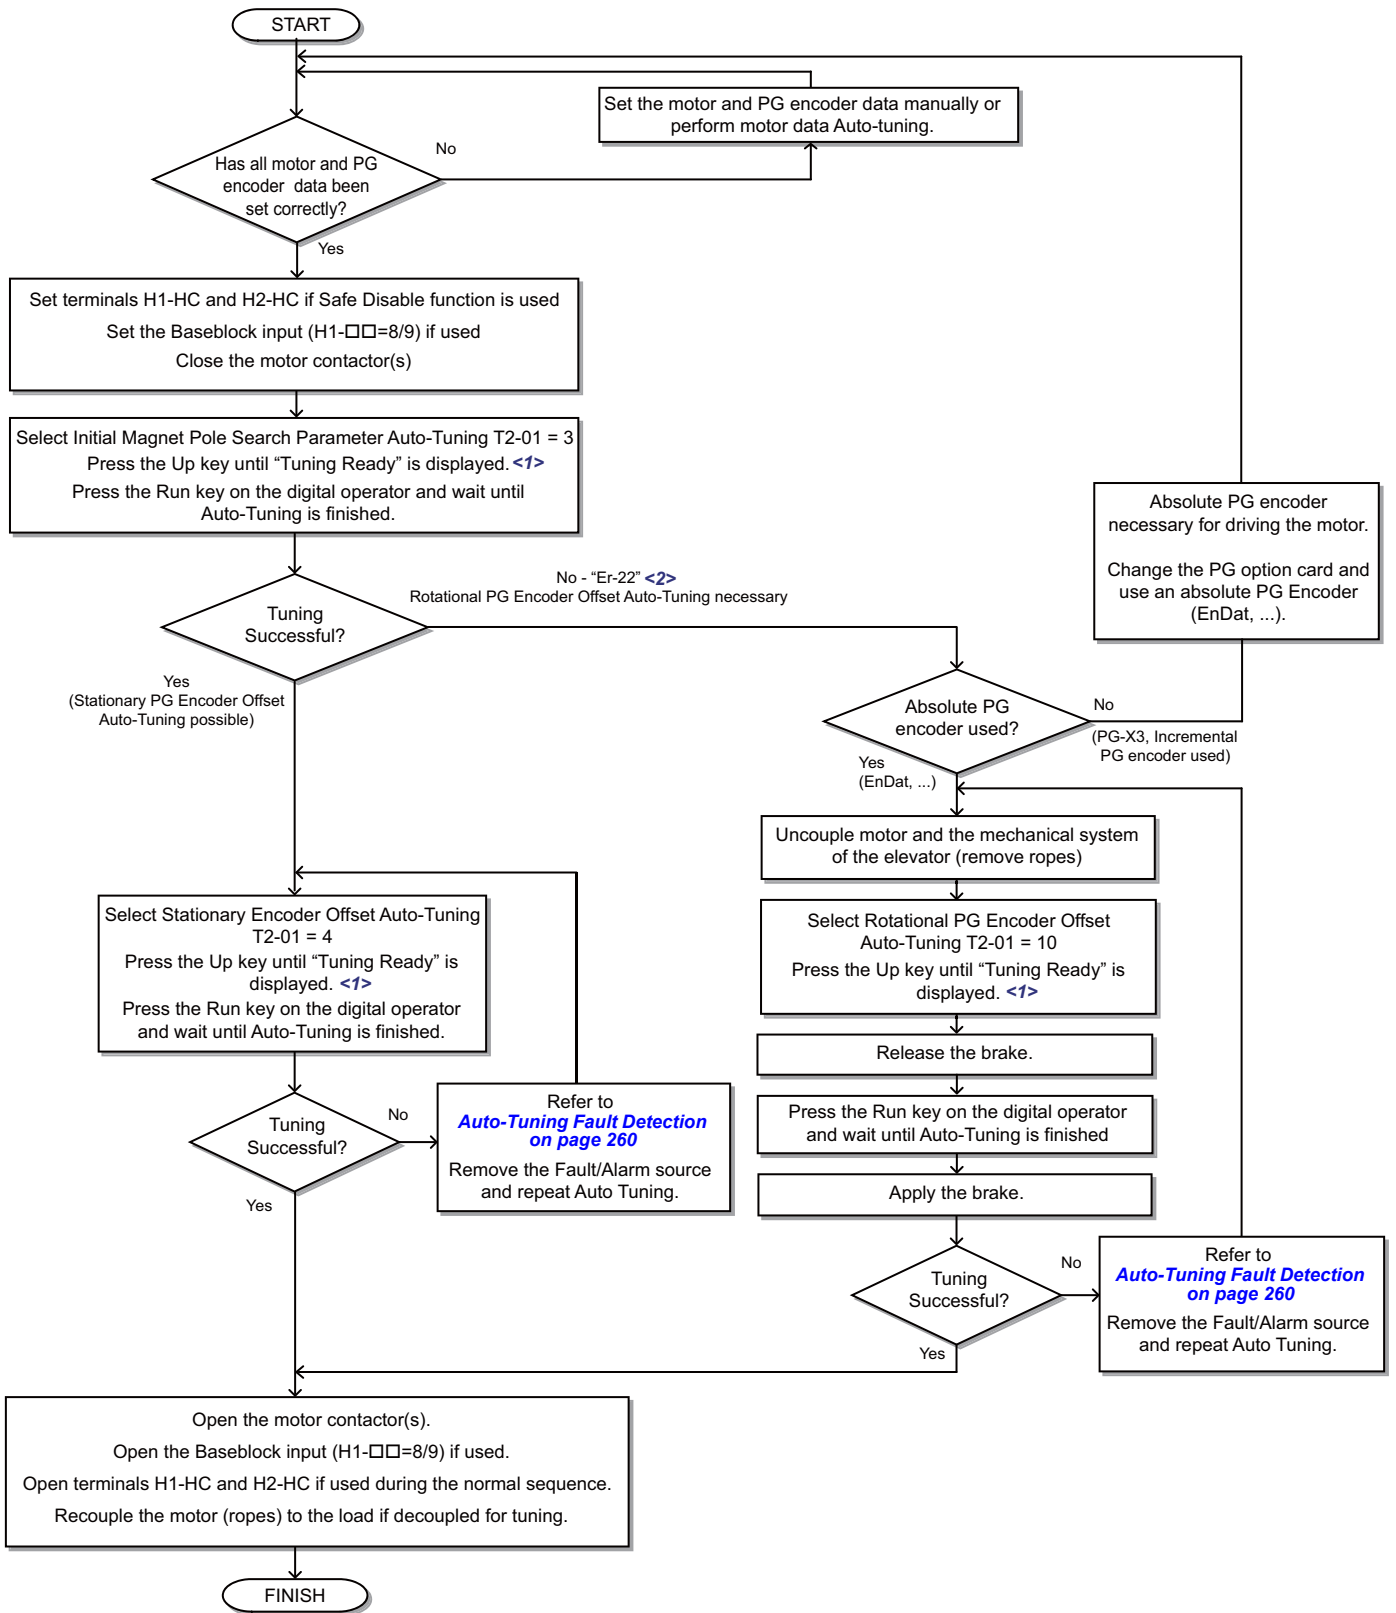 START
Set the motor and PG encoder data manually or
perform motor data Auto-tuning.
No
Has all motor and PG
encoder data been
set correctly?
Yes
Set terminals H1-HC and H2-HC if Safe Disable function is used
Set the Baseblock input (H1-□□=8/9) if used
Close the motor contactor(s)
Select Initial Magnet Pole Search Parameter Auto-Tuning T2-01 = 3
Press the Up key until “Tuning Ready” is displayed. <1>
Press the Run key on the digital operator and wait until
Auto-Tuning is finished.
Absolute PG encoder
necessary for driving the motor.
Change the PG option card and
use an absolute PG Encoder
(EnDat, ...).
No - “Er-22” <2>
Rotational PG Encoder Offset Auto-Tuning necessary
Tuning
Successful?
Yes
(Stationary PG Encoder Offset
Auto-Tuning possible)
Absolute PG
encoder used?
No
(PG-X3, Incremental
PG encoder used)
Yes
(EnDat, ...)
Uncouple motor and the mechanical system
of the elevator (remove ropes)
Select Stationary Encoder Offset Auto-Tuning
T2-01 = 4
Press the Up key until “Tuning Ready” is
displayed. <1>
Press the Run key on the digital operator
and wait until Auto-Tuning is finished.
Select Rotational PG Encoder Offset
Auto-Tuning T2-01 = 10
Press the Up key until “Tuning Ready” is
displayed. <1>
Release the brake.
Tuning
Successful?
No
Refer to
Auto-Tuning Fault Detection
on page 260
Remove the Fault/Alarm source
and repeat Auto Tuning.
Yes
Press the Run key on the digital operator
and wait until Auto-Tuning is finished
Apply the brake.
Tuning
Successful?
No
Refer to
Auto-Tuning Fault Detection
on page 260
Remove the Fault/Alarm source
and repeat Auto Tuning.
Yes
Open the motor contactor(s).
Open the Baseblock input (H1-□□=8/9) if used.
Open terminals H1-HC and H2-HC if used during the normal sequence.
Recouple the motor (ropes) to the load if decoupled for tuning.
FINISH